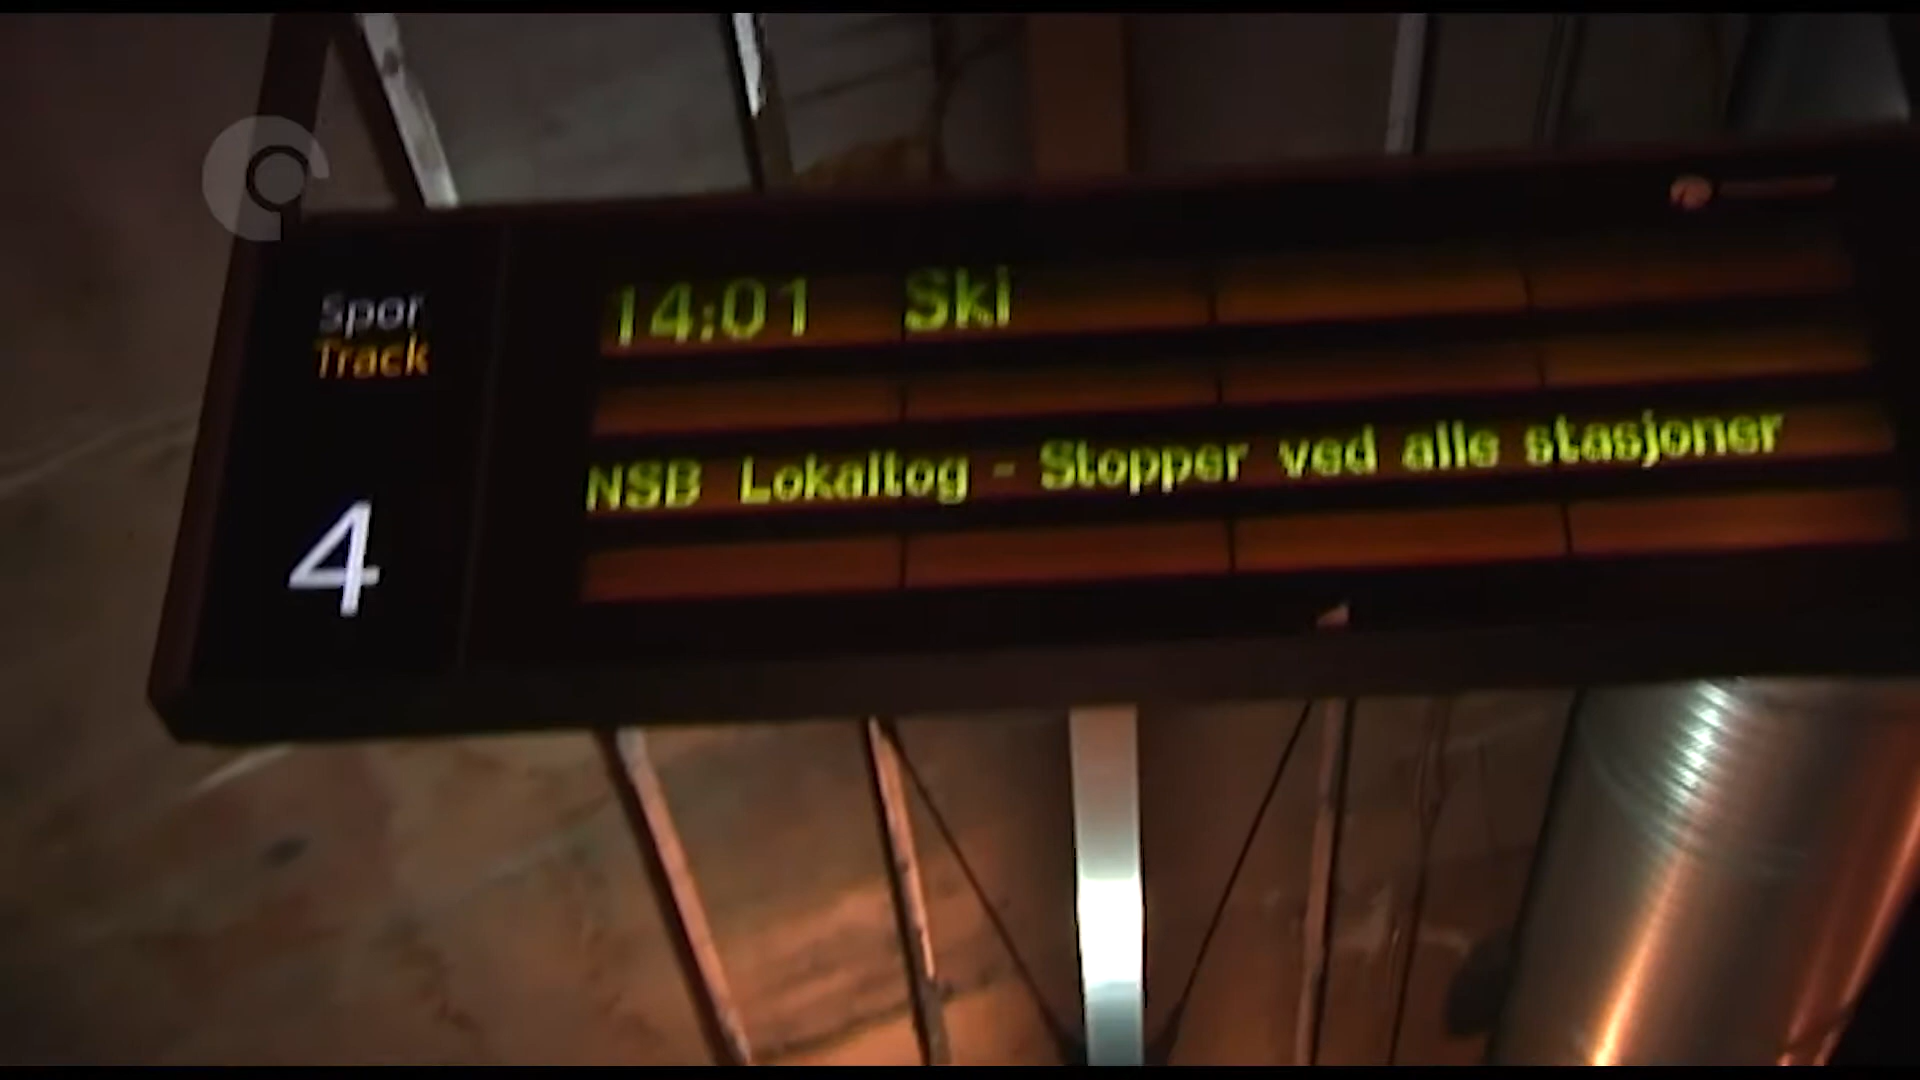 Spor
Track
4
14:01 Ski
NSB Lokaltog - Stopper ved alle stasjoner